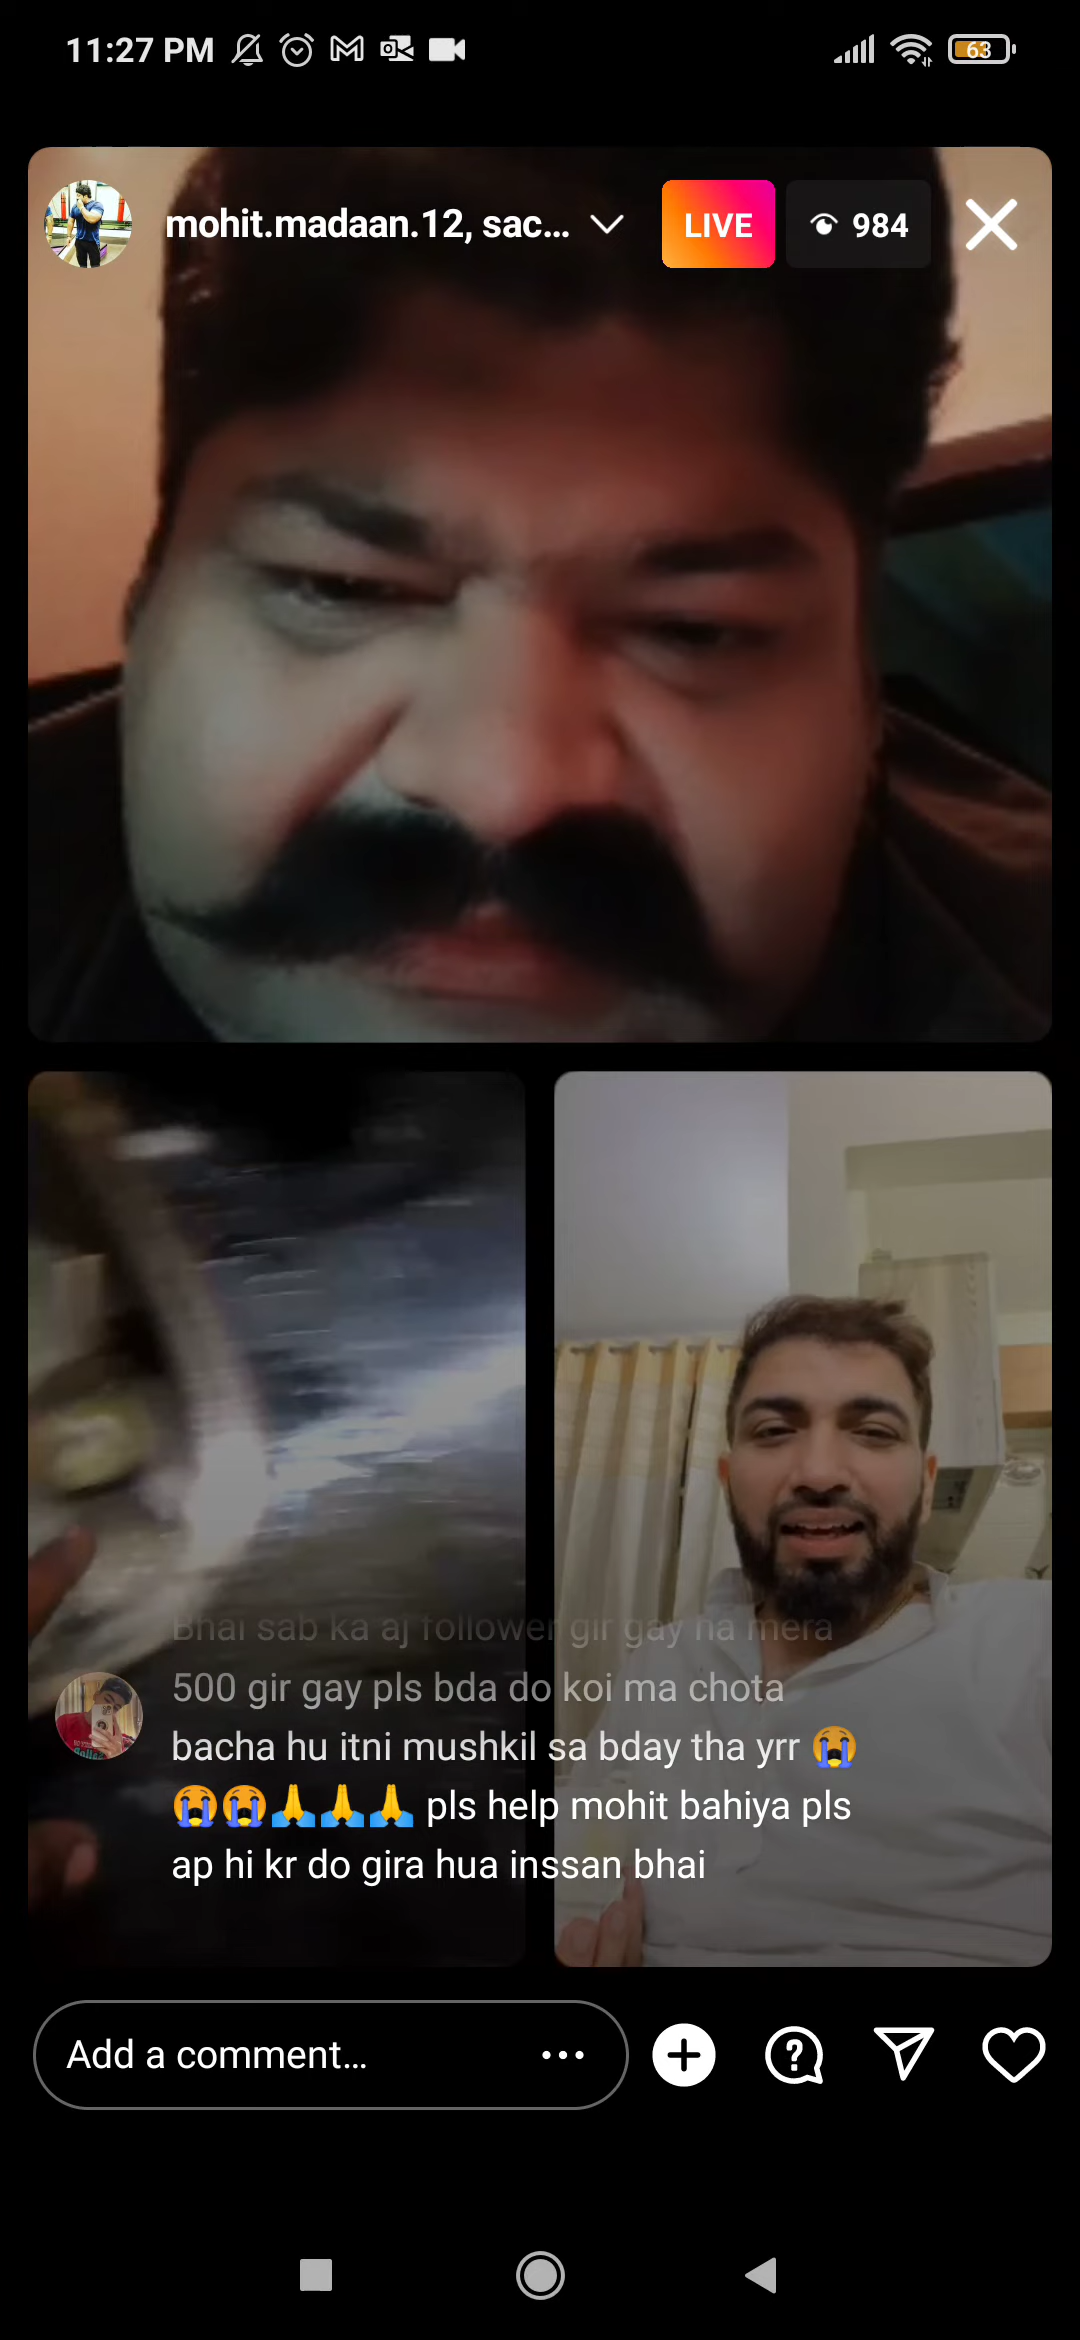 11:27 PM
63
mohit.madaan.12, sac...
LIVE
984
Bhai sab ka aj follower gir gay ha mera
500 gir gay pls bda do koi ma chota
bacha hu itni mushkil sa bday tha yrr 😭
😭😭🙏🙏🙏 pls help mohit bahiya pls
ap hi kr do gira hua inssan bhai
Add a comment...